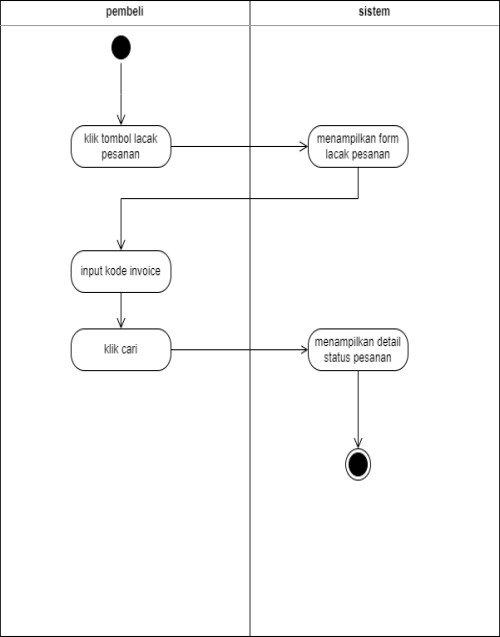 pembeli
sistem
klik tombol lacak
pesanan
menampilkan form
lacak pesanan
input kode invoice
klik cari
menampilkan detail
status pesanan